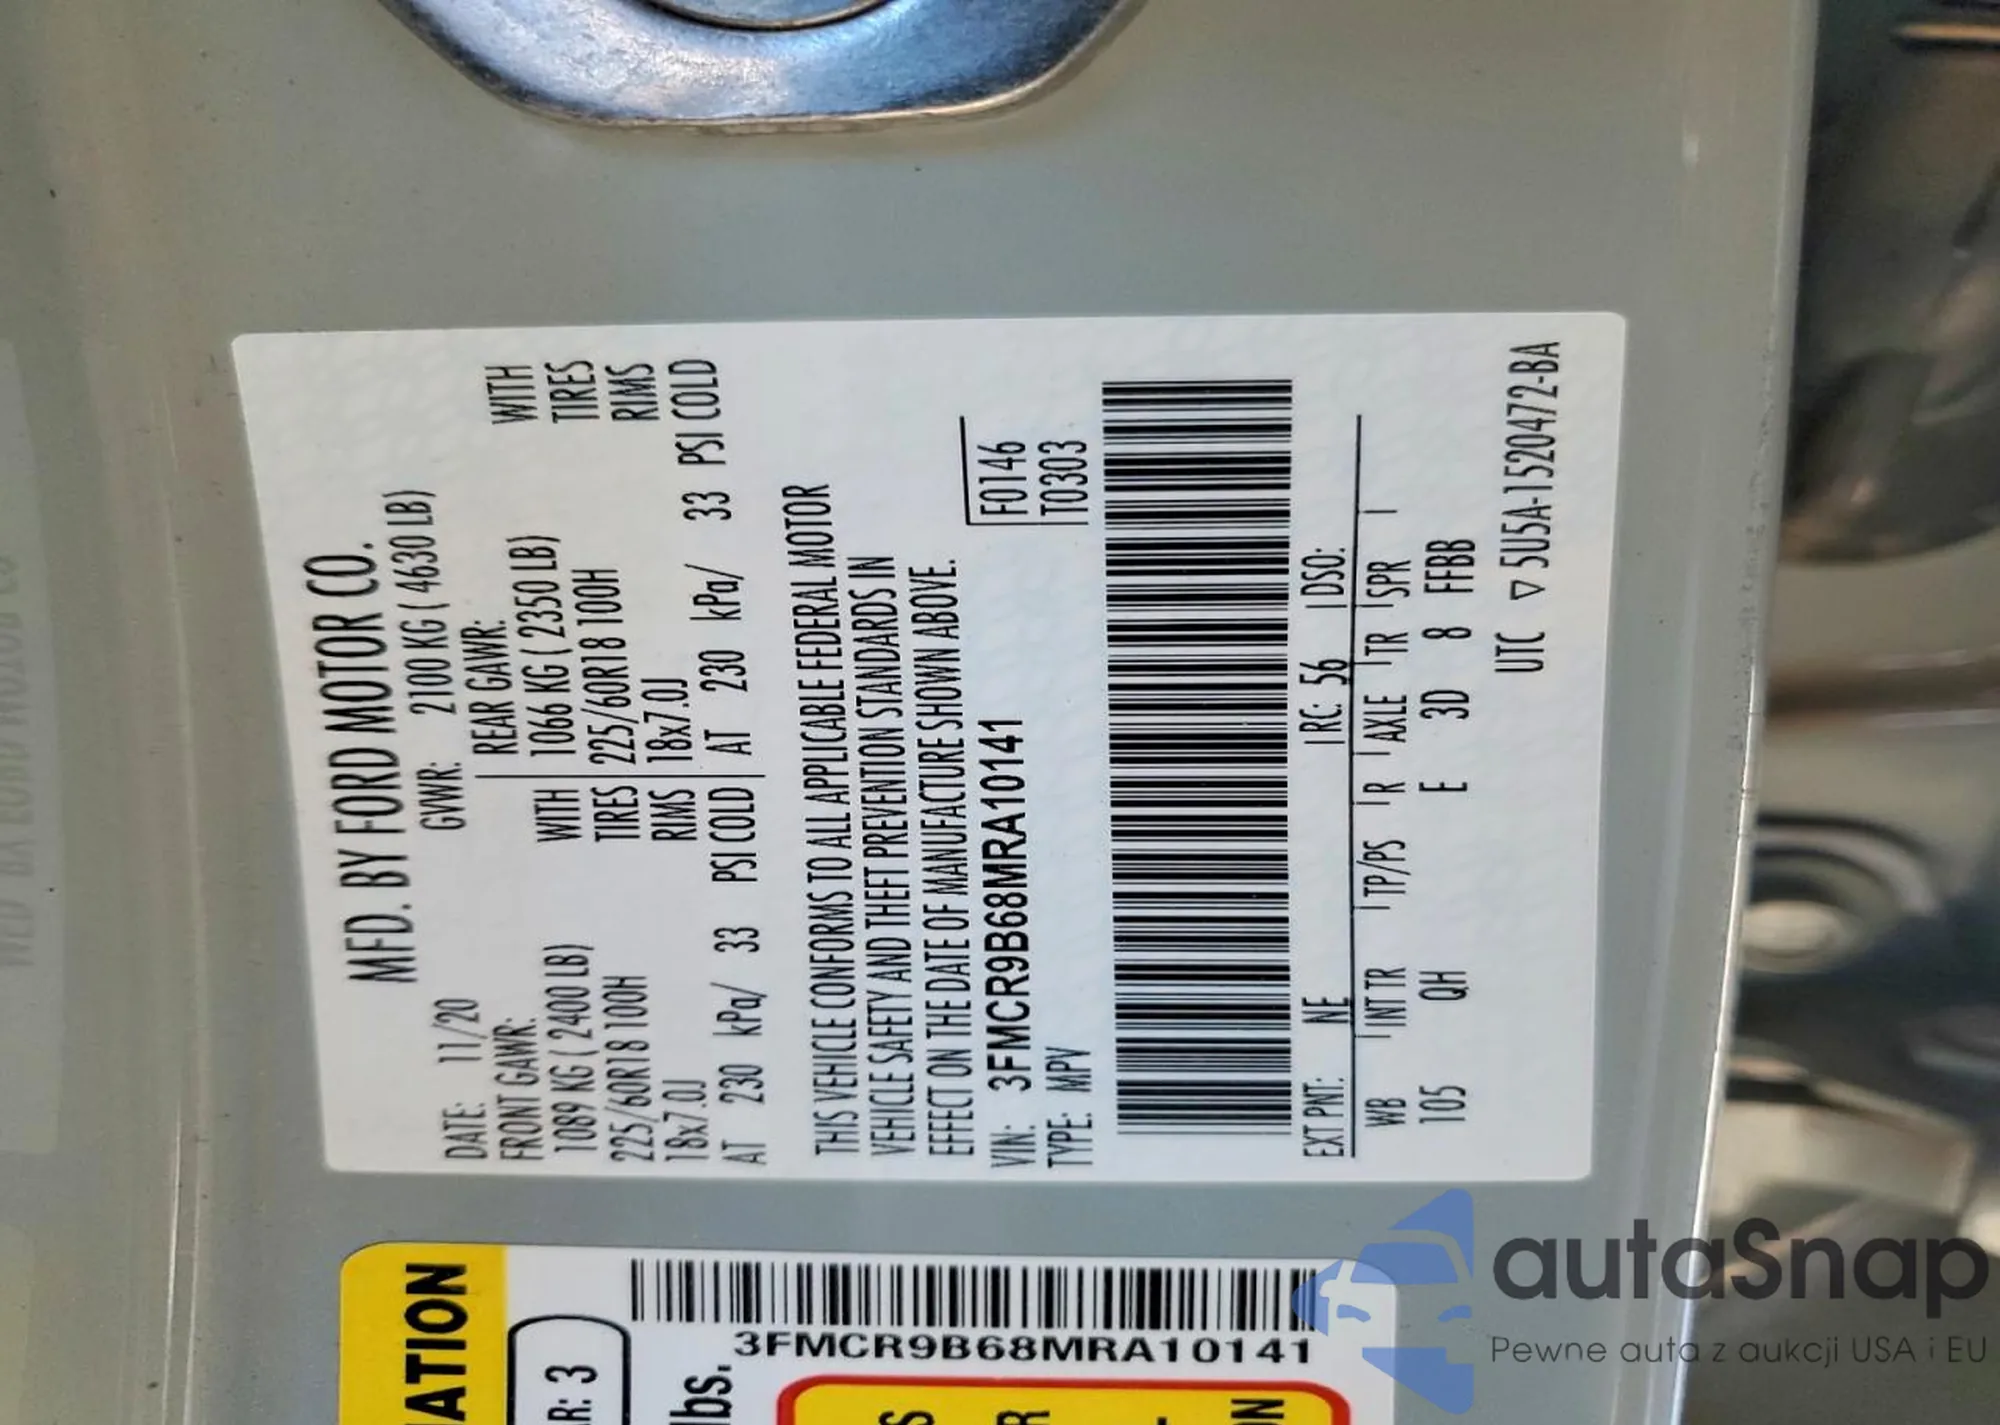 MFD. BY FORD MOTOR CO.
DATE: 11/20 GVWR: 2100 KG ( 4630 LB)
FRONT GAWR: REAR GAWR:
1089 KG ( 2400 LB) WITH 1066 KG ( 2350 LB) WITH
225/60R18 100H TIRES 225/60R18 100H TIRES
18x7.0J RIMS 18x7.0J RIMS
AT 230 kPa/ 33 PSI COLD AT 230 kPa/ 33 PSI COLD
THIS VEHICLE CONFORMS TO ALL APPLICABLE FEDERAL MOTOR
VEHICLE SAFETY AND THEFT PREVENTION STANDARDS IN
EFFECT ON THE DATE OF MANUFACTURE SHOWN ABOVE.
VIN: 3FMCR9B68MRA10141 F0146
TYPE: MPV T0303
EXT PNT: NE RC: 56 DSO:
WB INT TR TP/PS R AXLE TR SPR
105 QH E 3D 8 FFBB
UTC ▽ 5U5A-1520472-BA
3FMCR9B68MRA10141
lbs.
autaSnap
Pewne auta z aukcji USA i EU